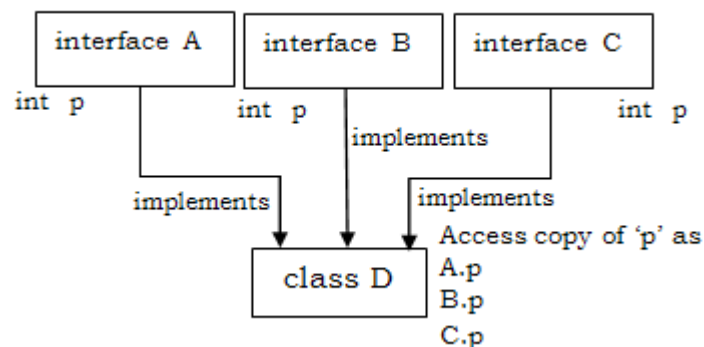 interface A
interface B
interface C
int p
int p
int p
implements
implements
implements
class D
Access copy of ‘p’ as
A.p
B.p
C.p